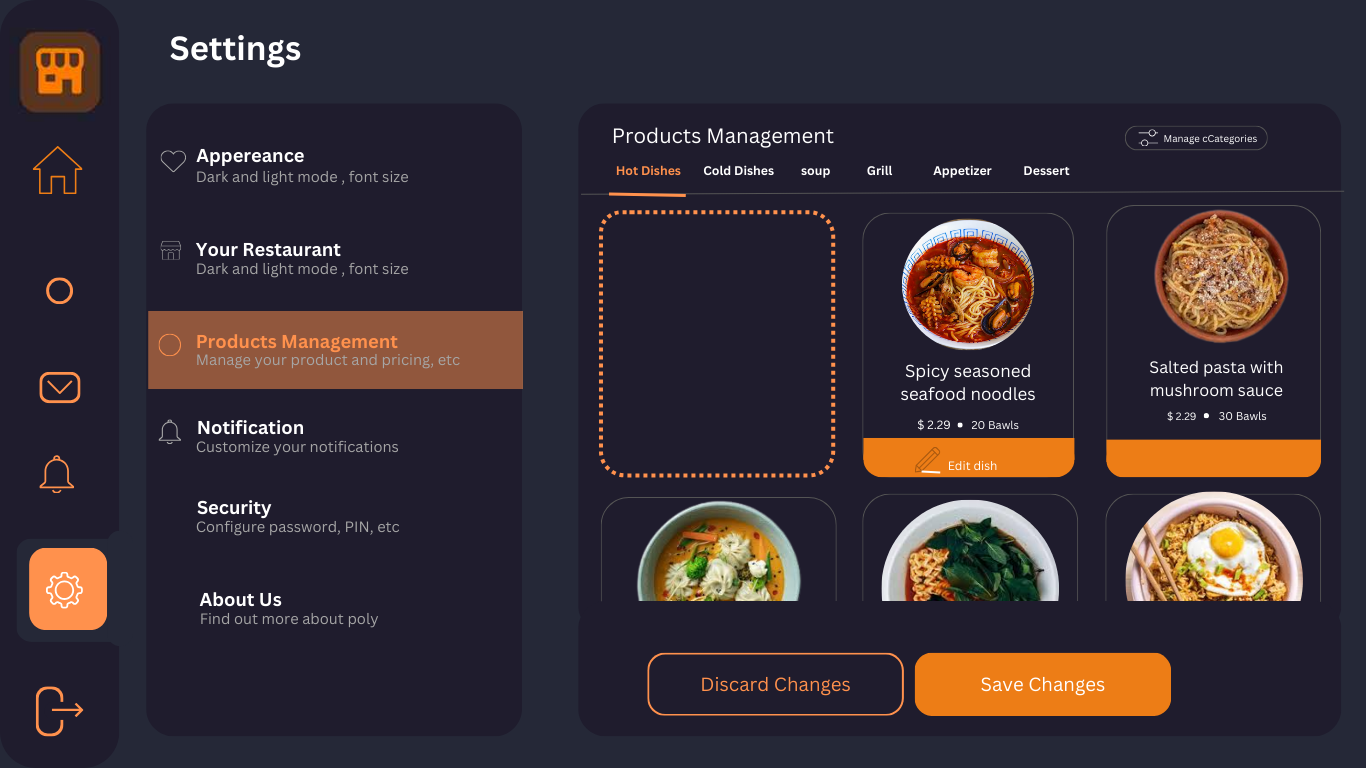 Settings
Appereance
Dark and light mode , font size
Your Restaurant
Dark and light mode , font size
Products Management
Manage your product and pricing, etc
Notification
Customize your notifications
Security
Configure password, PIN, etc
About Us
Find out more about poly
Products Management
Manage cCategories
Hot Dishes Cold Dishes soup Grill Appetizer Dessert
Spicy seasoned
seafood noodles
$ 2.29 • 20 Bawls
Edit dish
Salted pasta with
mushroom sauce
$ 2.29 • 30 Bawls
Discard Changes Save Changes